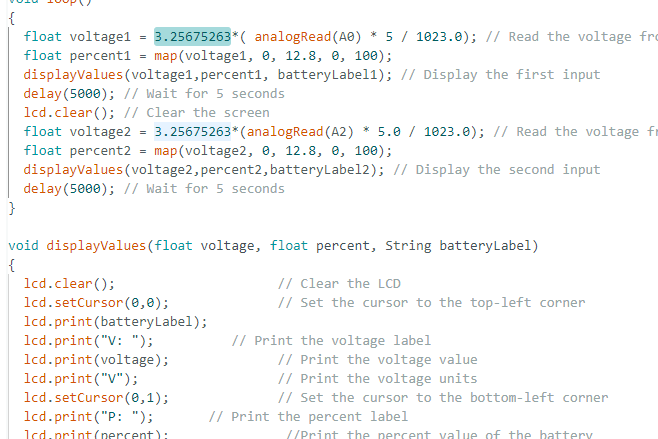 void loop()
{
float voltage1 = 3.25675263*( analogRead(A0) * 5 / 1023.0); // Read the voltage
float percent1 = map(voltage1, 0, 12.8, 0, 100);
displayValues(voltage1,percent1, batteryLabel1); // Display the first input
delay(5000); // Wait for 5 seconds
lcd.clear(); // Clear the screen
float voltage2 = 3.25675263*(analogRead(A2) * 5.0 / 1023.0); // Read the voltage
float percent2 = map(voltage2, 0, 12.8, 0, 100);
displayValues(voltage2,percent2,batteryLabel2); // Display the second input
delay(5000); // Wait for 5 seconds
}
void displayValues(float voltage, float percent, String batteryLabel)
{
lcd.clear(); // Clear the LCD
lcd.setCursor(0,0); // Set the cursor to the top-left corner
lcd.print(batteryLabel);
lcd.print("V: "); // Print the voltage label
lcd.print(voltage); // Print the voltage value
lcd.print("V"); // Print the voltage units
lcd.setCursor(0,1); // Set the cursor to the bottom-left corner
lcd.print("P: "); // Print the percent label
lcd.print(percent); //Print the percent value of the battery